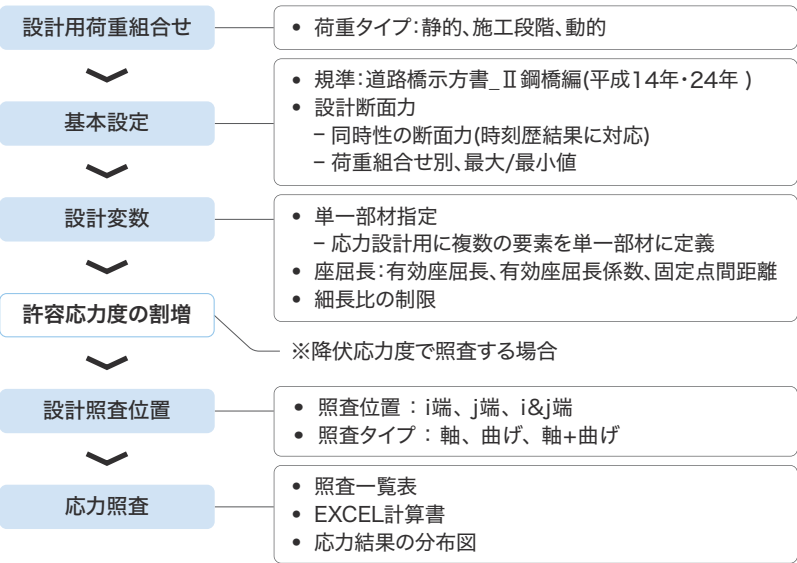 設計用荷重組合せ
• 荷重タイプ：静的、施工段階、動的
基本設定
• 規準：道路橋示方書_Ⅱ鋼橋編(平成14年・24年 )
• 設計断面力
− 同時性の断面力(時刻歴結果に対応)
− 荷重組合せ別、最大/最小値
設計変数
• 単一部材指定
− 応力設計用に複数の要素を単一部材に定義
• 座屈長：有効座屈長、有効座屈長係数、固定点間距離
• 細長比の制限
許容応力度の割増
※降伏応力度で照査する場合
設計照査位置
• 照査位置 ： i端、 j端、 i&j端
• 照査タイプ ： 軸、 曲げ、 軸+曲げ
応力照査
• 照査一覧表
• EXCEL計算書
• 応力結果の分布図